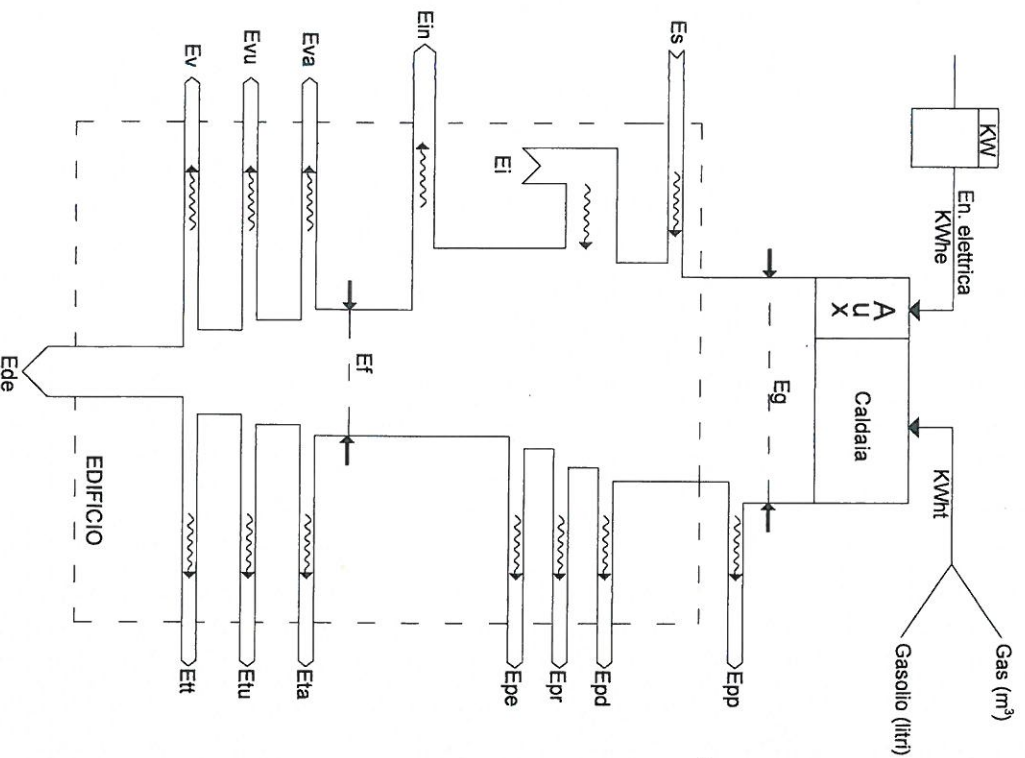 KW
En. elettrica
KWhe
KWht
Gas (m³)
Gasolio (litri)
Aux
Caldaia
Eg
Es
Epp
Ei
Epd
Epr
Epe
Ein
Ef
Eva
Eta
Evu
Etu
Ev
Ett
Ede
EDIFICIO